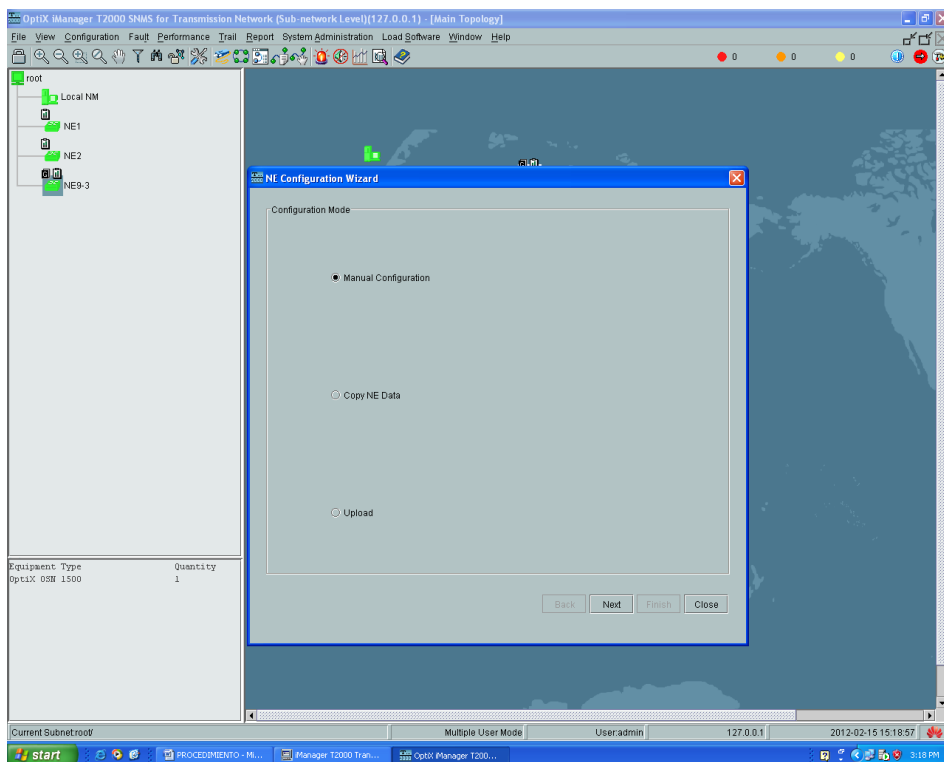 OptiX iManager T2000 SNMS for Transmission Network (Sub-network Level)(127.0.0.1) - [Main Topology]
File View Configuration Fault Performance Trail Report System Administration Load Software Window Help
0 0 0
root
Local NM
NE1
NE2
NE9-3
NE Configuration Wizard
Configuration Mode
Manual Configuration
Copy NE Data
Upload
Back Next Finish Close
Equipment Type Quantity
OptiX OSN 1500 1
Current Subnet:root/ Multiple User Mode User:admin 127.0.0.1 2012-02-15 15:18:57
start PROCEDIMIENTO - Mi... iManager T2000 Tran... OptiX iManager T200... 3:18 PM